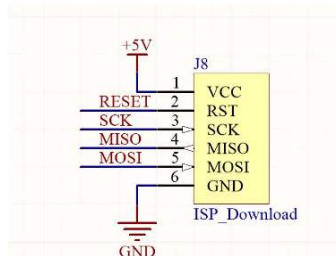 J8
+5V
1 VCC
RESET 2 RST
SCK 3 SCK
MISO 4 MISO
MOSI 5 MOSI
6 GND
ISP_Download
GND